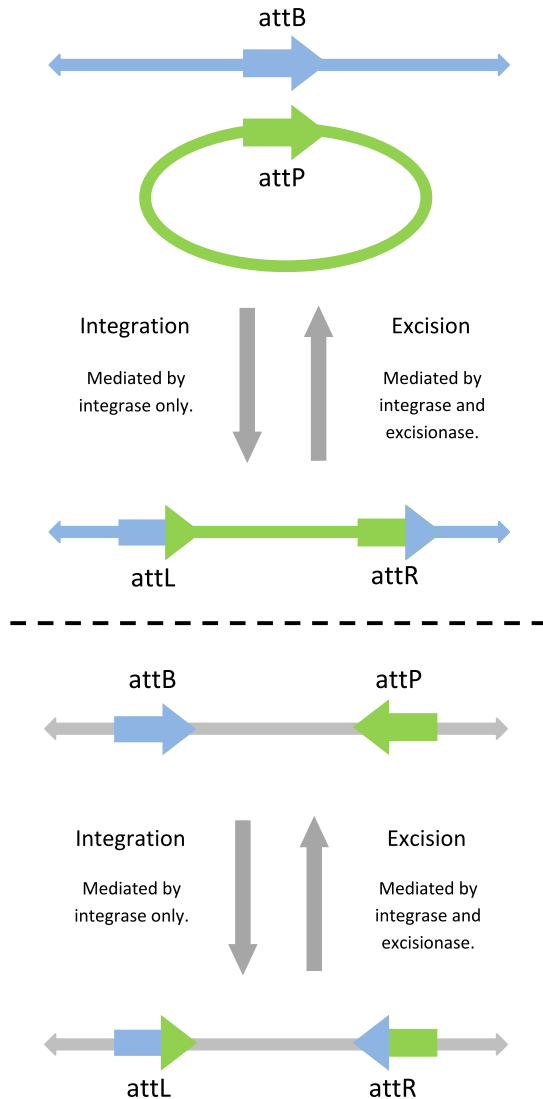 attB
attP
Integration
Mediated by
integrase only.
Excision
Mediated by
integrase and
excisionase.
attL
attR
attB
attP
Integration
Mediated by
integrase only.
Excision
Mediated by
integrase and
excisionase.
attL
attR